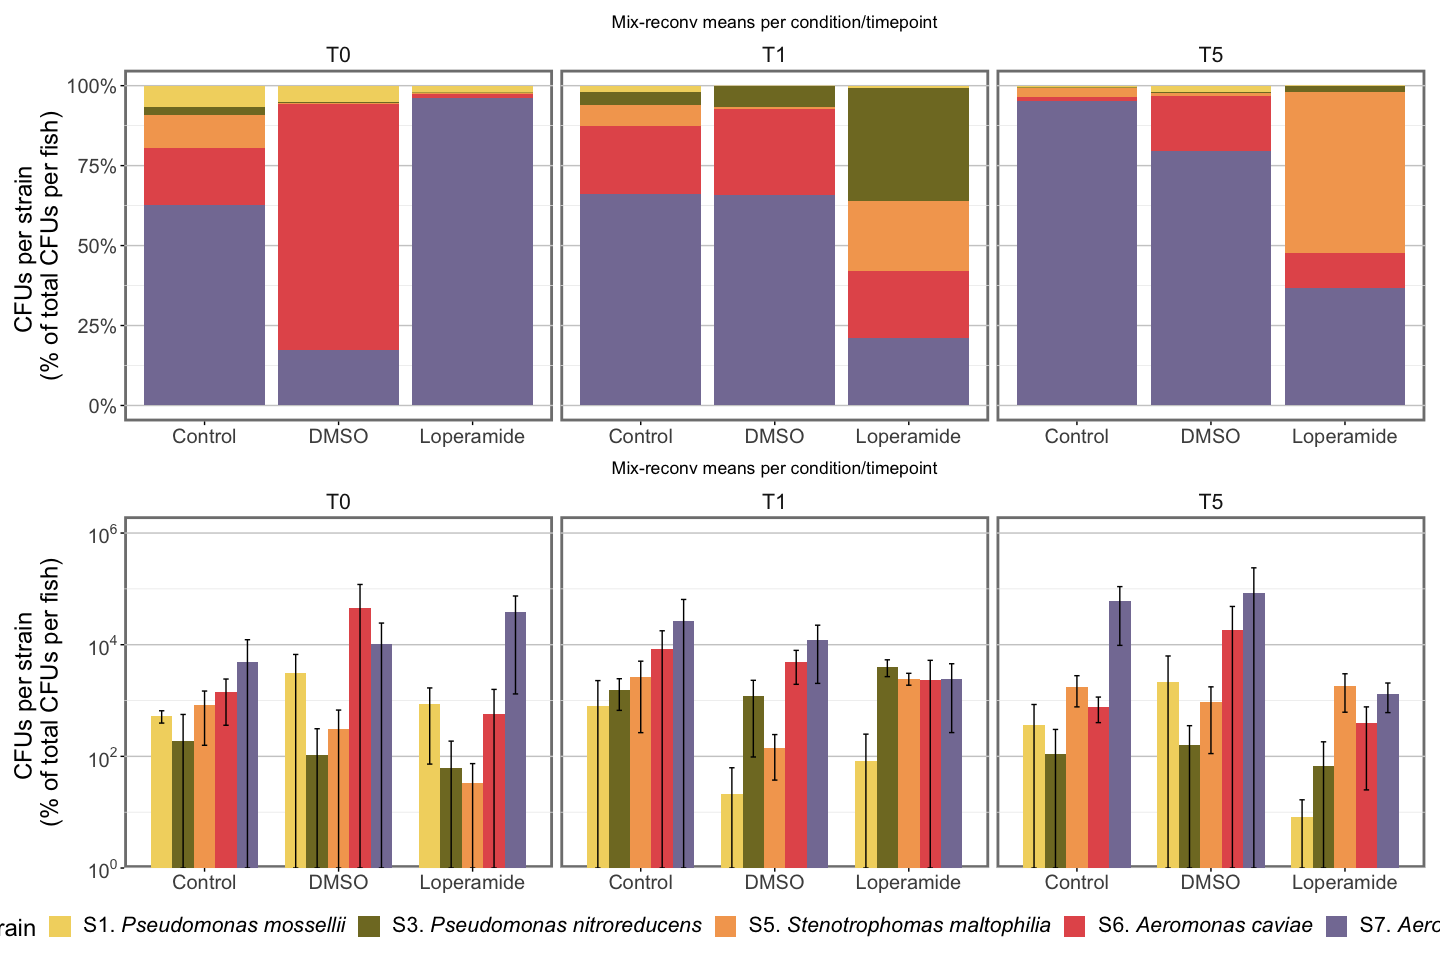 Mix-reconv means per condition/timepoint
T0 T1 T5
CFUs per strain
(% of total CFUs per fish)
100%
75%
50%
25%
0%
Control DMSO Loperamide Control DMSO Loperamide Control DMSO Loperamide
Mix-reconv means per condition/timepoint
T0 T1 T5
CFUs per strain
(% of total CFUs per fish)
10^6
10^4
10^2
10^0
Control DMSO Loperamide Control DMSO Loperamide Control DMSO Loperamide
rain S1. Pseudomonas mossellii S3. Pseudomonas nitroreducens S5. Stenotrophomas maltophilia S6. Aeromonas caviae S7. Aero